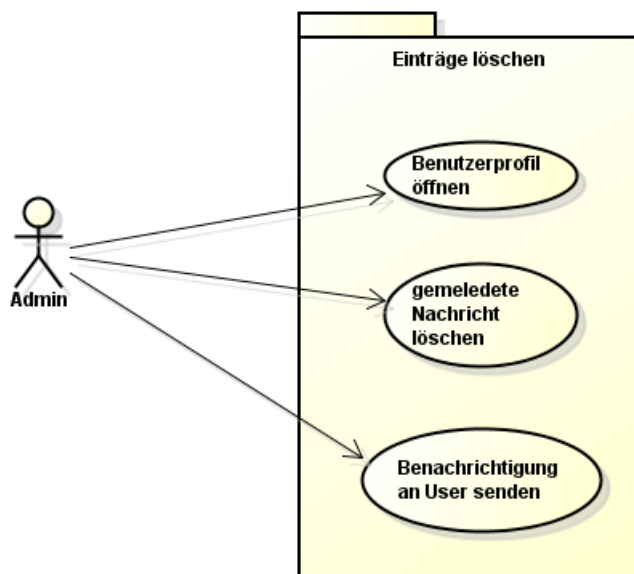 Einträge löschen
Benutzerprofil
öffnen
Admin
gemeledete
Nachricht
löschen
Benachrichtigung
an User senden